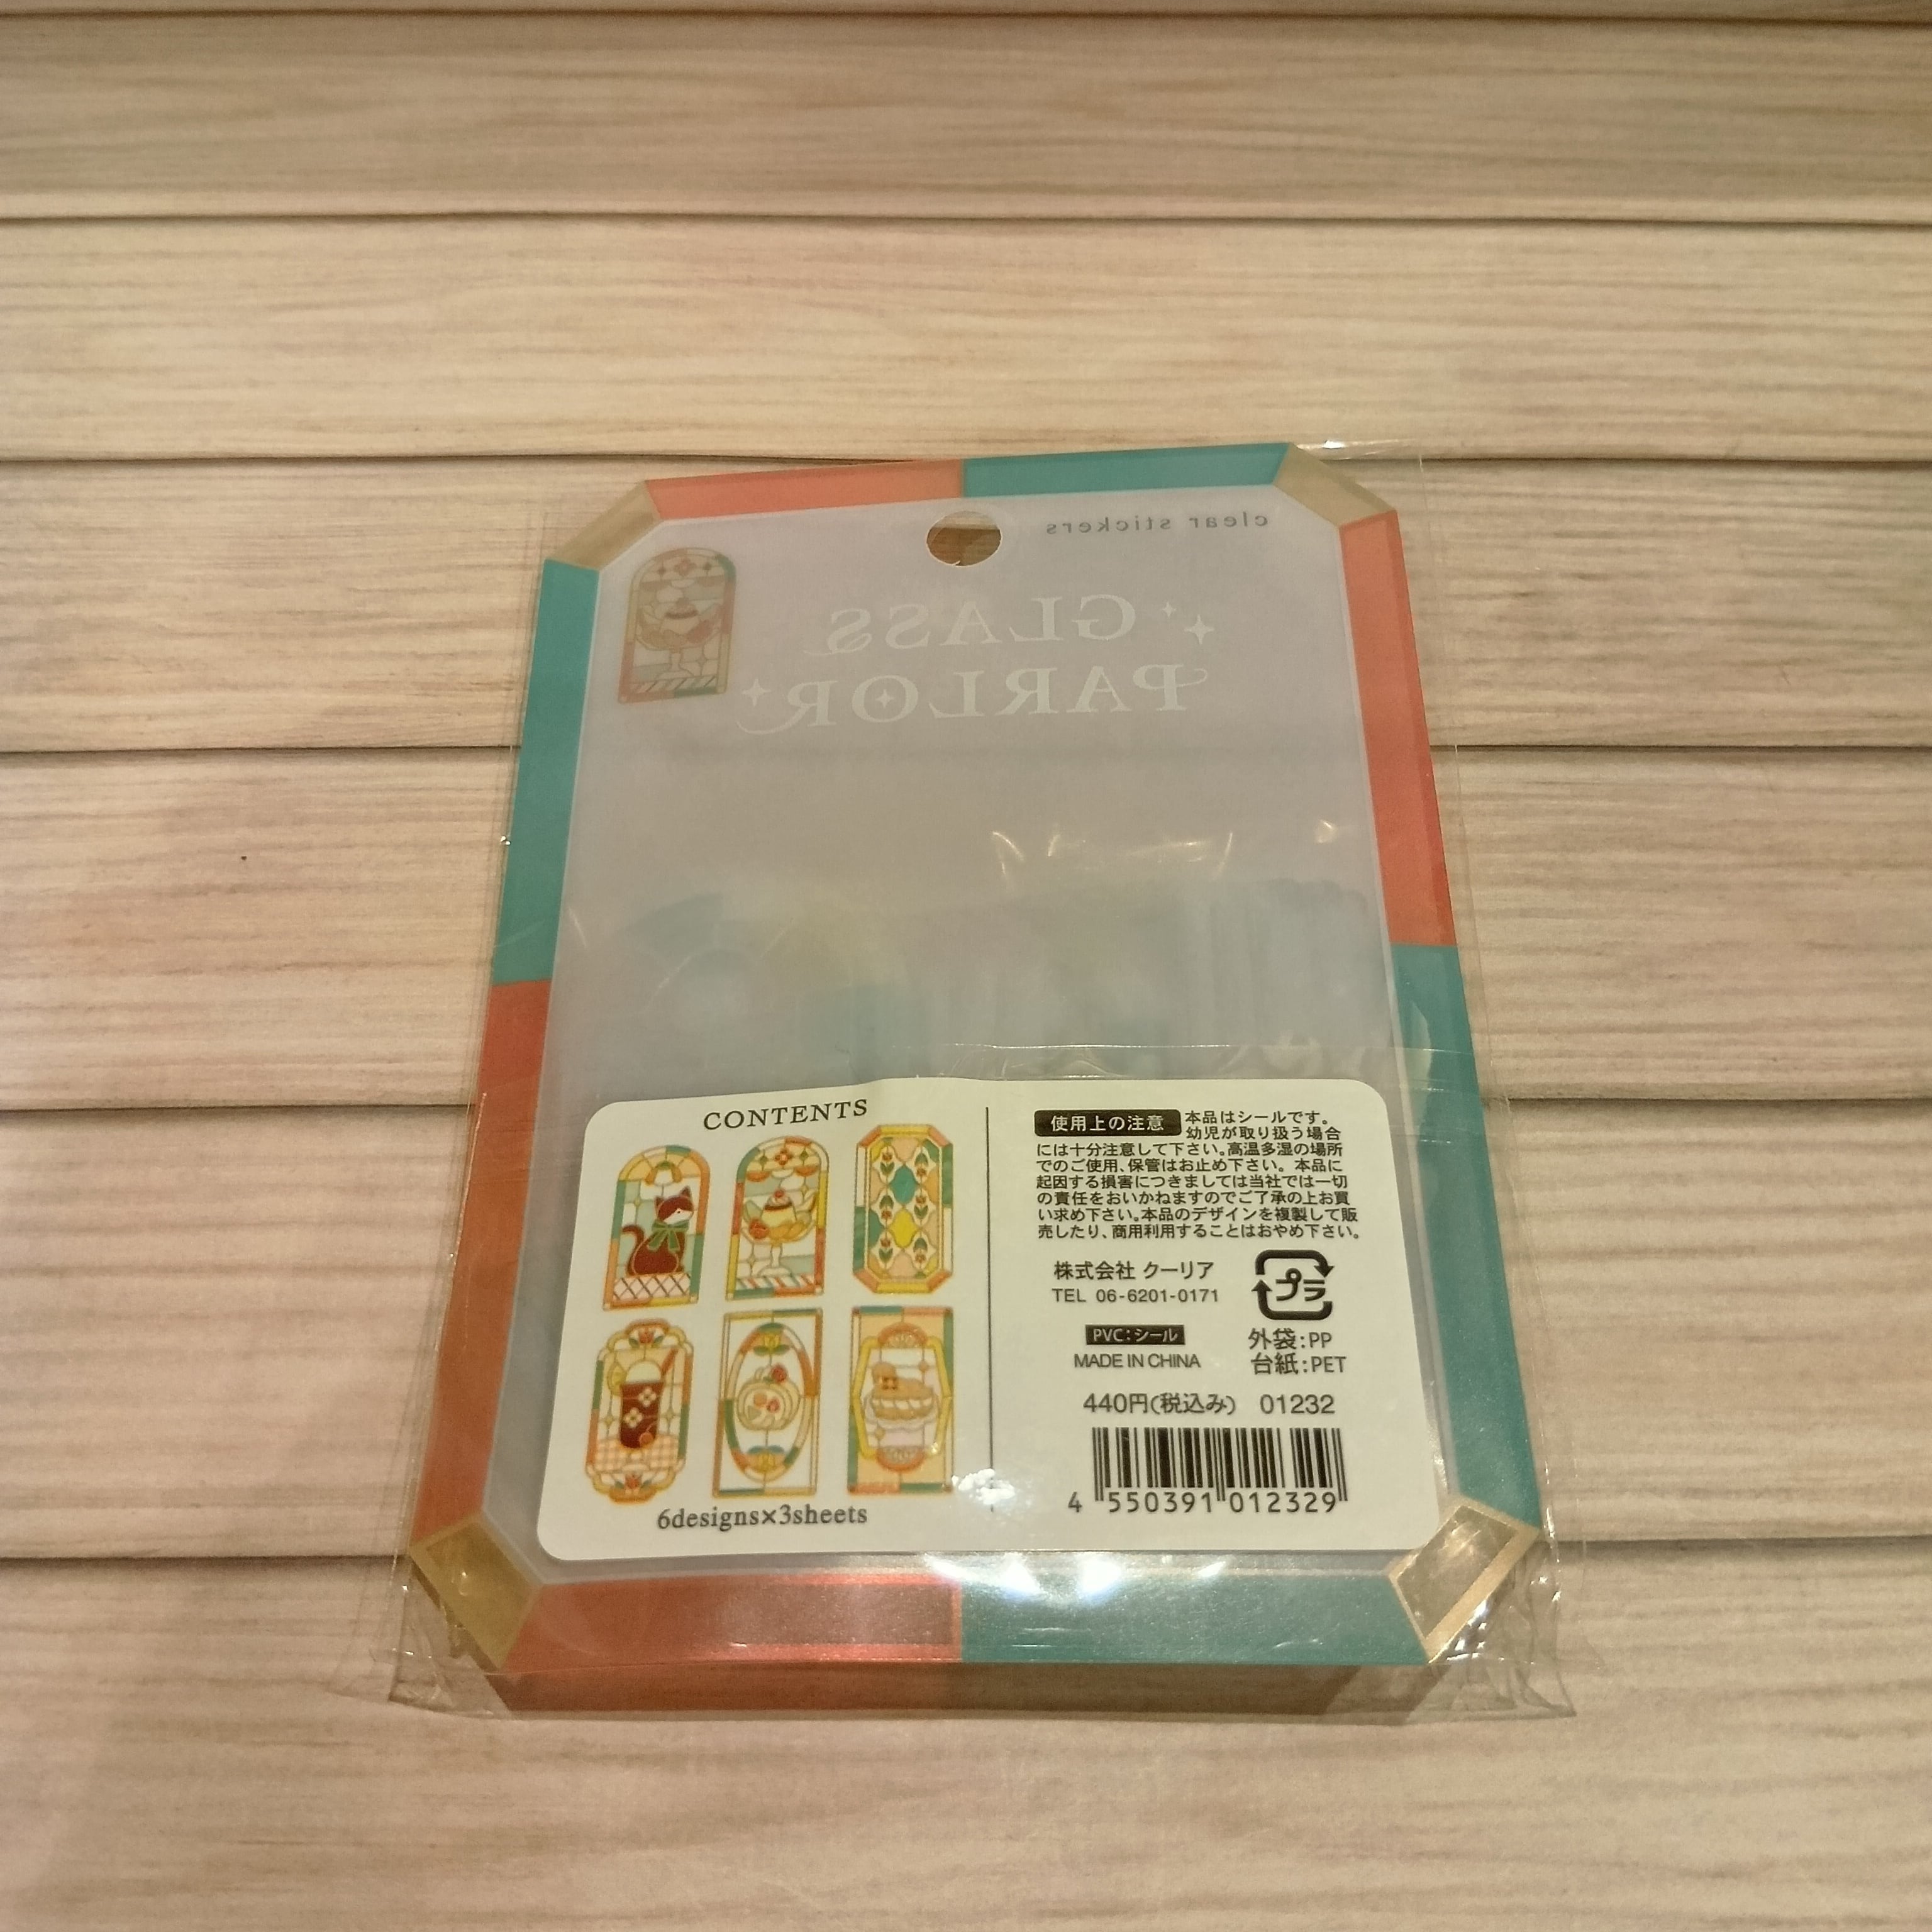 clear stickers
GLASS
PARLOR
CONTENTS
6designs×3sheets
使用上の注意 本品はシールです。
幼児が取り扱う場合
には十分注意して下さい。高温多湿の場所
でのご使用、保管はお止め下さい。本品に
起因する損害につきましては当社では一切
の責任をおいかねますのでご了承の上お買
い求め下さい。本品のデザインを複製して販
売したり、商用利用することはおやめ下さい。
株式会社 クーリア
TEL 06-6201-0171
プラ
PVC:シール
MADE IN CHINA
外袋:PP
台紙:PET
440円(税込み) 01232
4 550391 012329